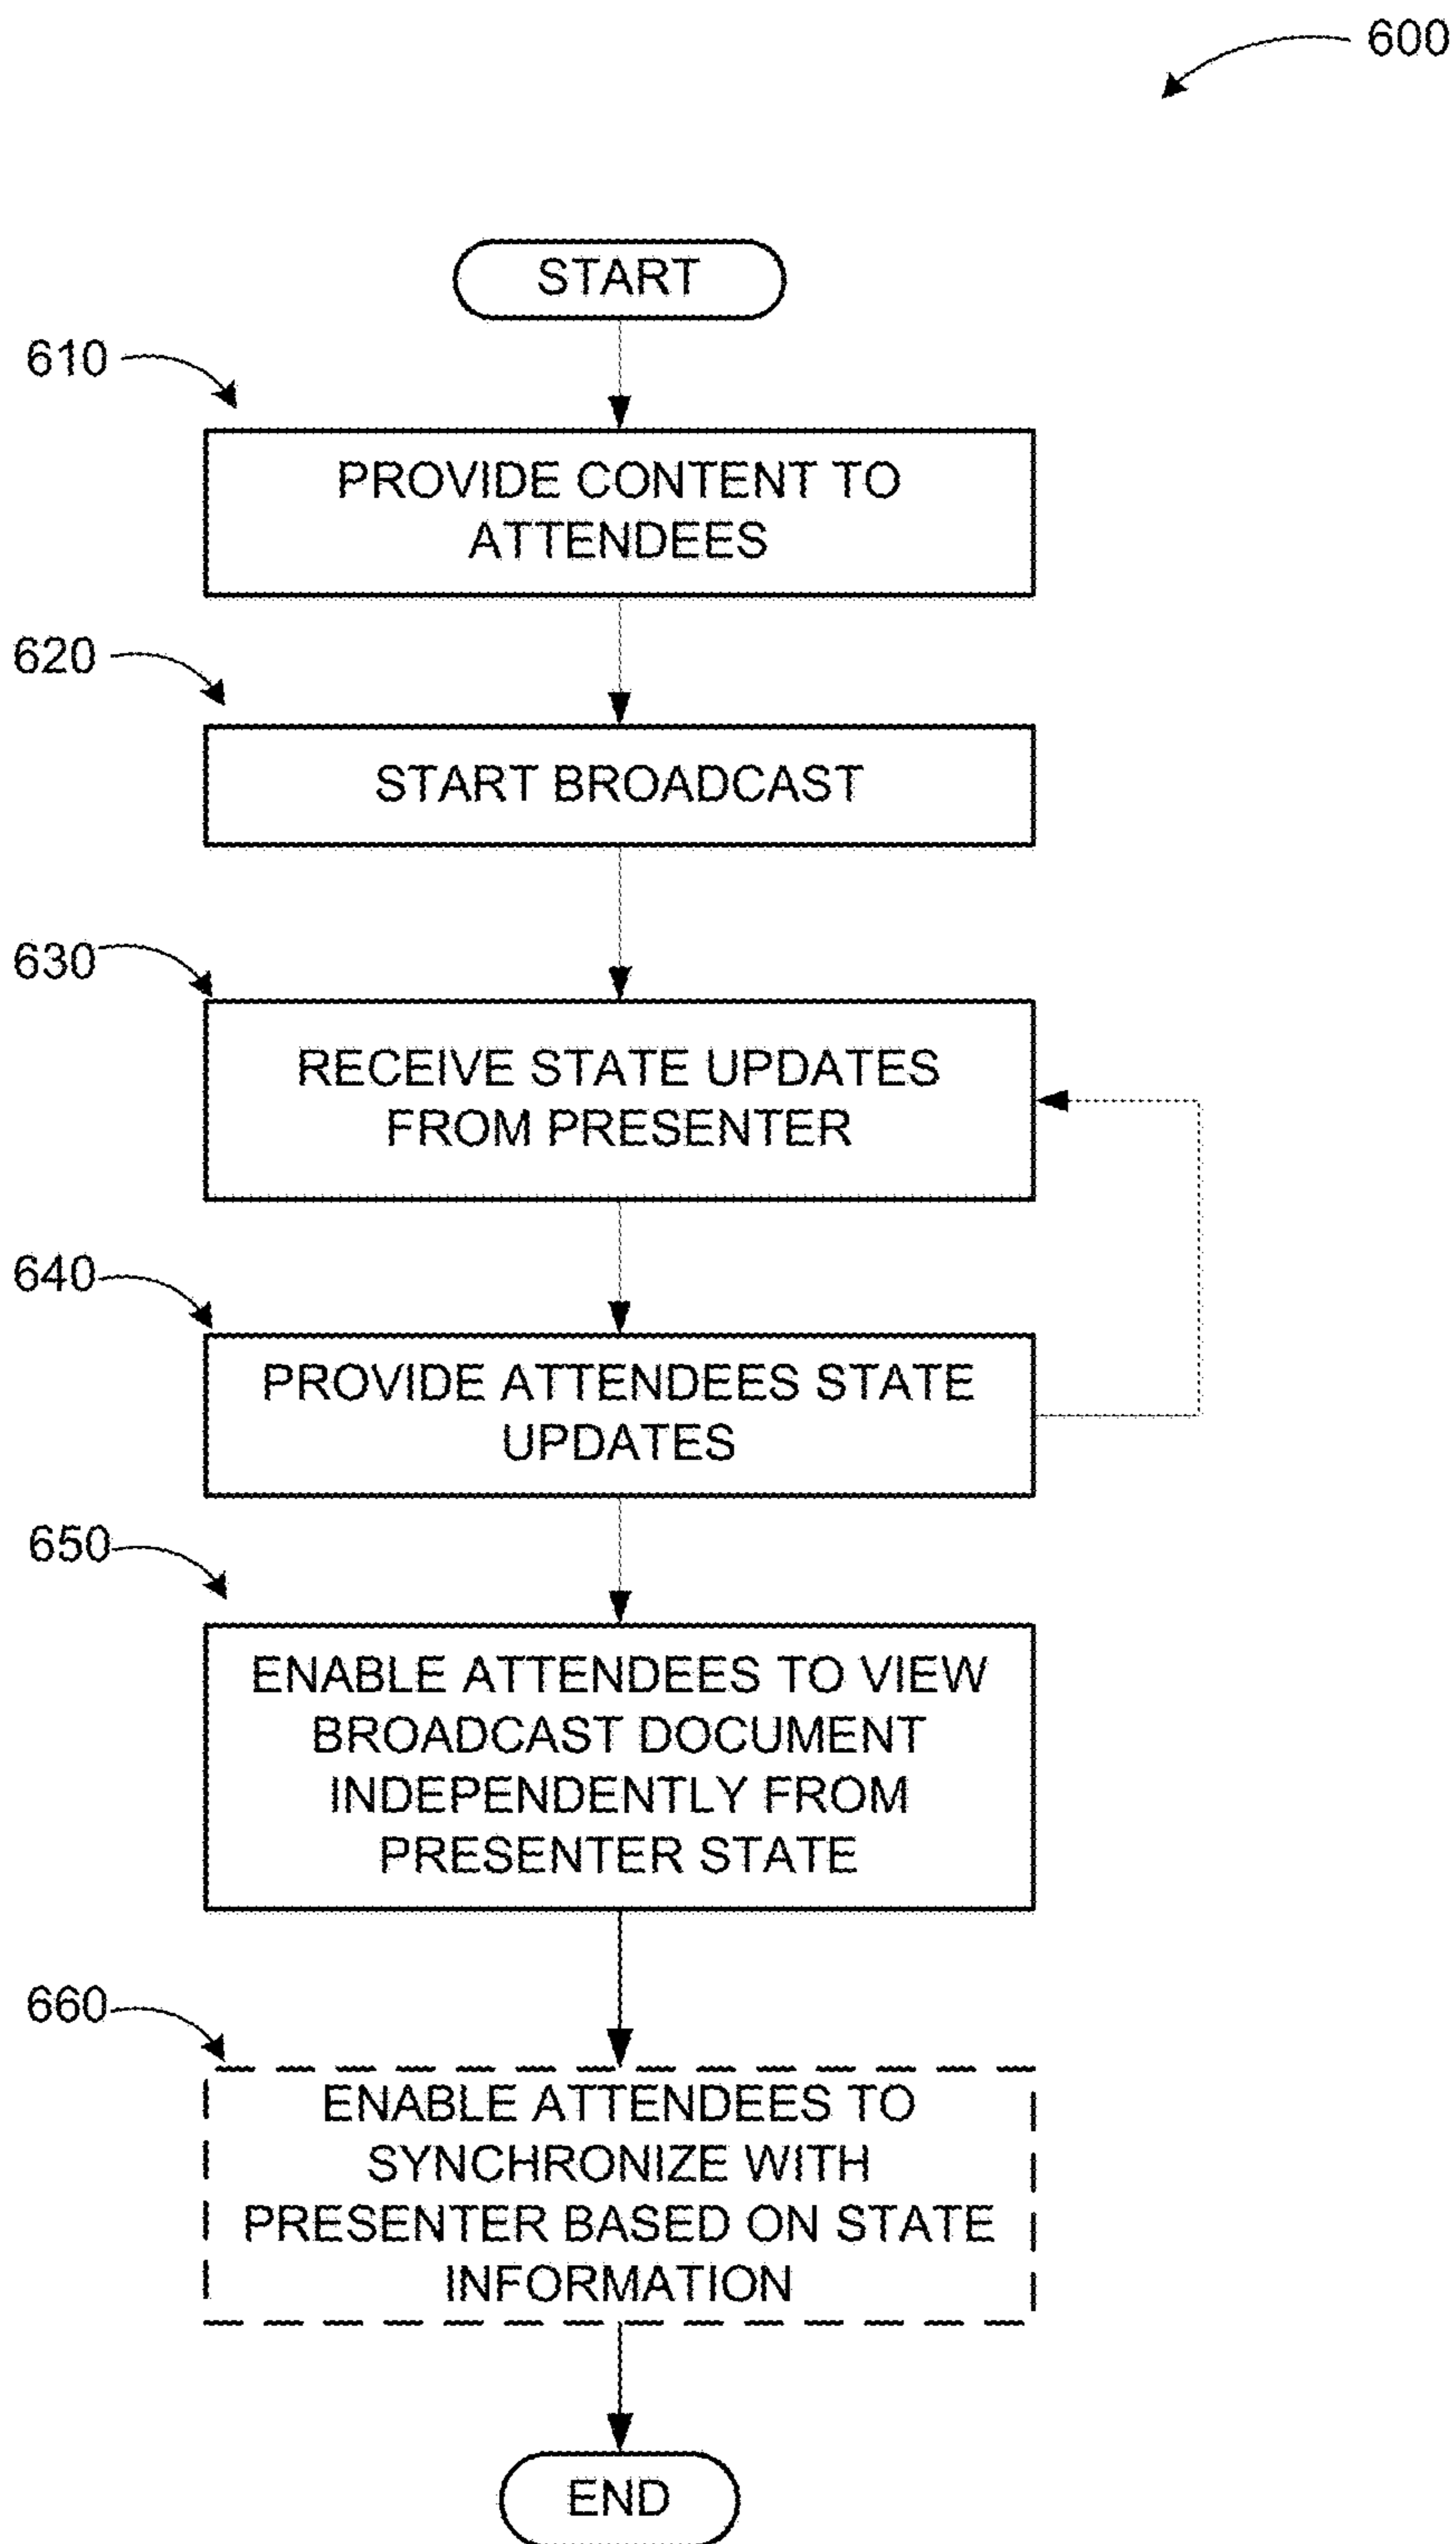 600
START
610
PROVIDE CONTENT TO
ATTENDEES
620
START BROADCAST
630
RECEIVE STATE UPDATES
FROM PRESENTER
640
PROVIDE ATTENDEES STATE
UPDATES
650
ENABLE ATTENDEES TO VIEW
BROADCAST DOCUMENT
INDEPENDENTLY FROM
PRESENTER STATE
660
ENABLE ATTENDEES TO
SYNCHRONIZE WITH
PRESENTER BASED ON STATE
INFORMATION
END